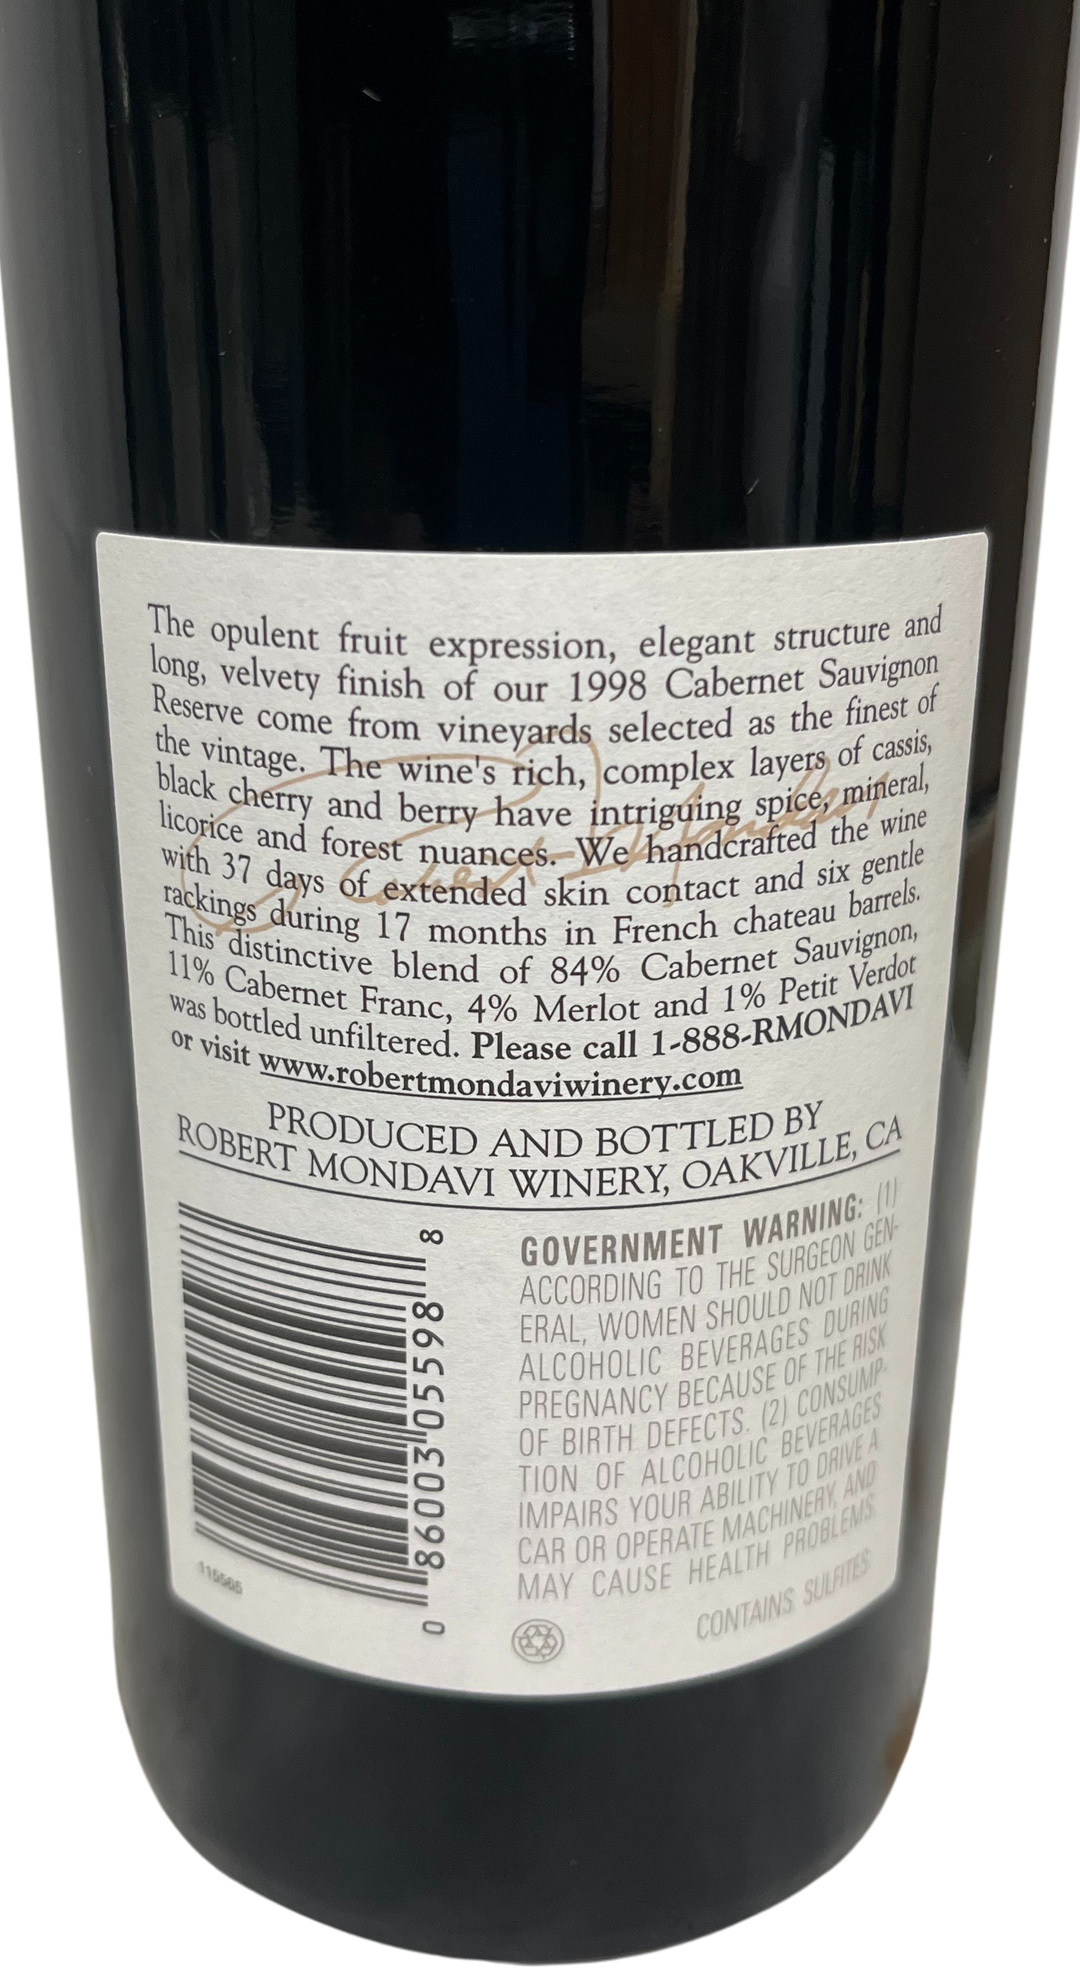 The opulent fruit expression, elegant structure and
long, velvety finish of our 1998 Cabernet Sauvignon
Reserve come from vineyards selected as the finest of
the vintage. The wine's rich, complex layers of cassis,
black cherry and berry have intriguing spice, mineral,
licorice and forest nuances. We handcrafted the wine
with 37 days of extended skin contact and six gentle
rackings during 17 months in French chateau barrels.
This distinctive blend of 84% Cabernet Sauvignon,
11% Cabernet Franc, 4% Merlot and 1% Petit Verdot
was bottled unfiltered. Please call 1-888-RMONDAVI
or visit www.robertmondaviwinery.com
PRODUCED AND BOTTLED BY
ROBERT MONDAVI WINERY, OAKVILLE, CA
0 86003 05598 8
GOVERNMENT WARNING: (1)
ACCORDING TO THE SURGEON GEN-
ERAL, WOMEN SHOULD NOT DRINK
ALCOHOLIC BEVERAGES DURING
PREGNANCY BECAUSE OF THE RISK
OF BIRTH DEFECTS. (2) CONSUMP-
TION OF ALCOHOLIC BEVERAGES
IMPAIRS YOUR ABILITY TO DRIVE A
CAR OR OPERATE MACHINERY, AND
MAY CAUSE HEALTH PROBLEMS.
CONTAINS SULFITES